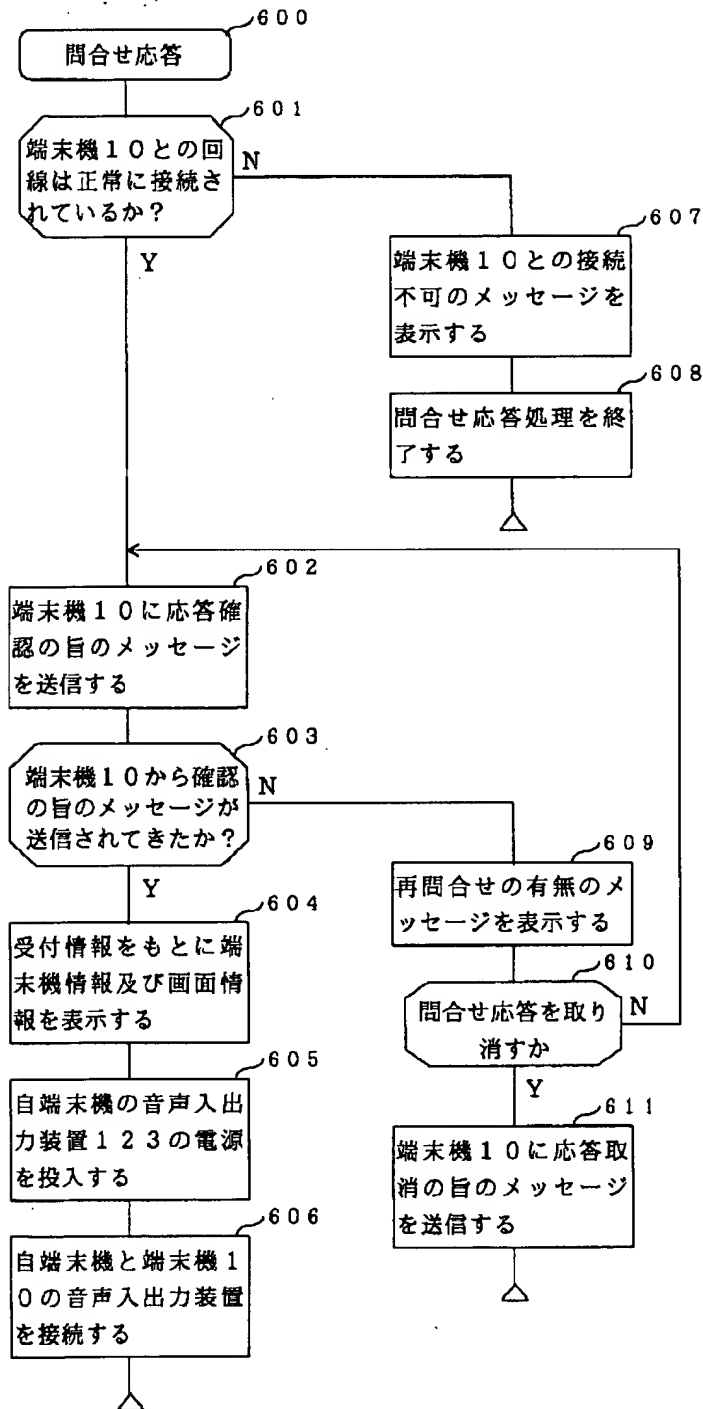 600
問合せ応答
601
端末機10との回
線は正常に接続さ
れているか?
N
Y
607
端末機10との接続
不可のメッセージを
表示する
608
問合せ応答処理を終
了する
602
端末機10に応答確
認の旨のメッセージ
を送信する
603
端末機10から確認
の旨のメッセージが
送信されてきたか?
N
Y
609
再問合せの有無のメ
ッセージを表示する
604
受付情報をもとに端
末機情報及び画面情
報を表示する
610
問合せ応答を取り
消すか
N
Y
605
自端末機の音声入出
力装置123の電源
を投入する
611
端末機10に応答取
消の旨のメッセージ
を送信する
606
自端末機と端末機1
0の音声入出力装置
を接続する